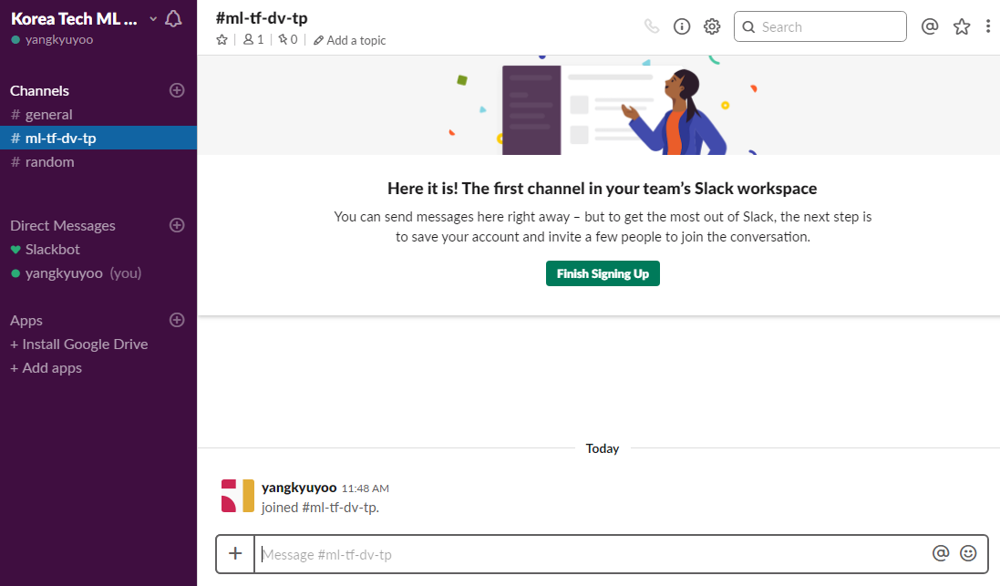 Korea Tech ML ...
yangkyuyoo
Channels
# general
# ml-tf-dv-tp
# random
Direct Messages
Slackbot
yangkyuyoo (you)
Apps
+ Install Google Drive
+ Add apps
#ml-tf-dv-tp
1
0
Add a topic
Search
Here it is! The first channel in your team’s Slack workspace
You can send messages here right away – but to get the most out of Slack, the next step is
to save your account and invite a few people to join the conversation.
Finish Signing Up
Today
yangkyuyoo 11:48 AM
joined #ml-tf-dv-tp.
+
Message #ml-tf-dv-tp
@